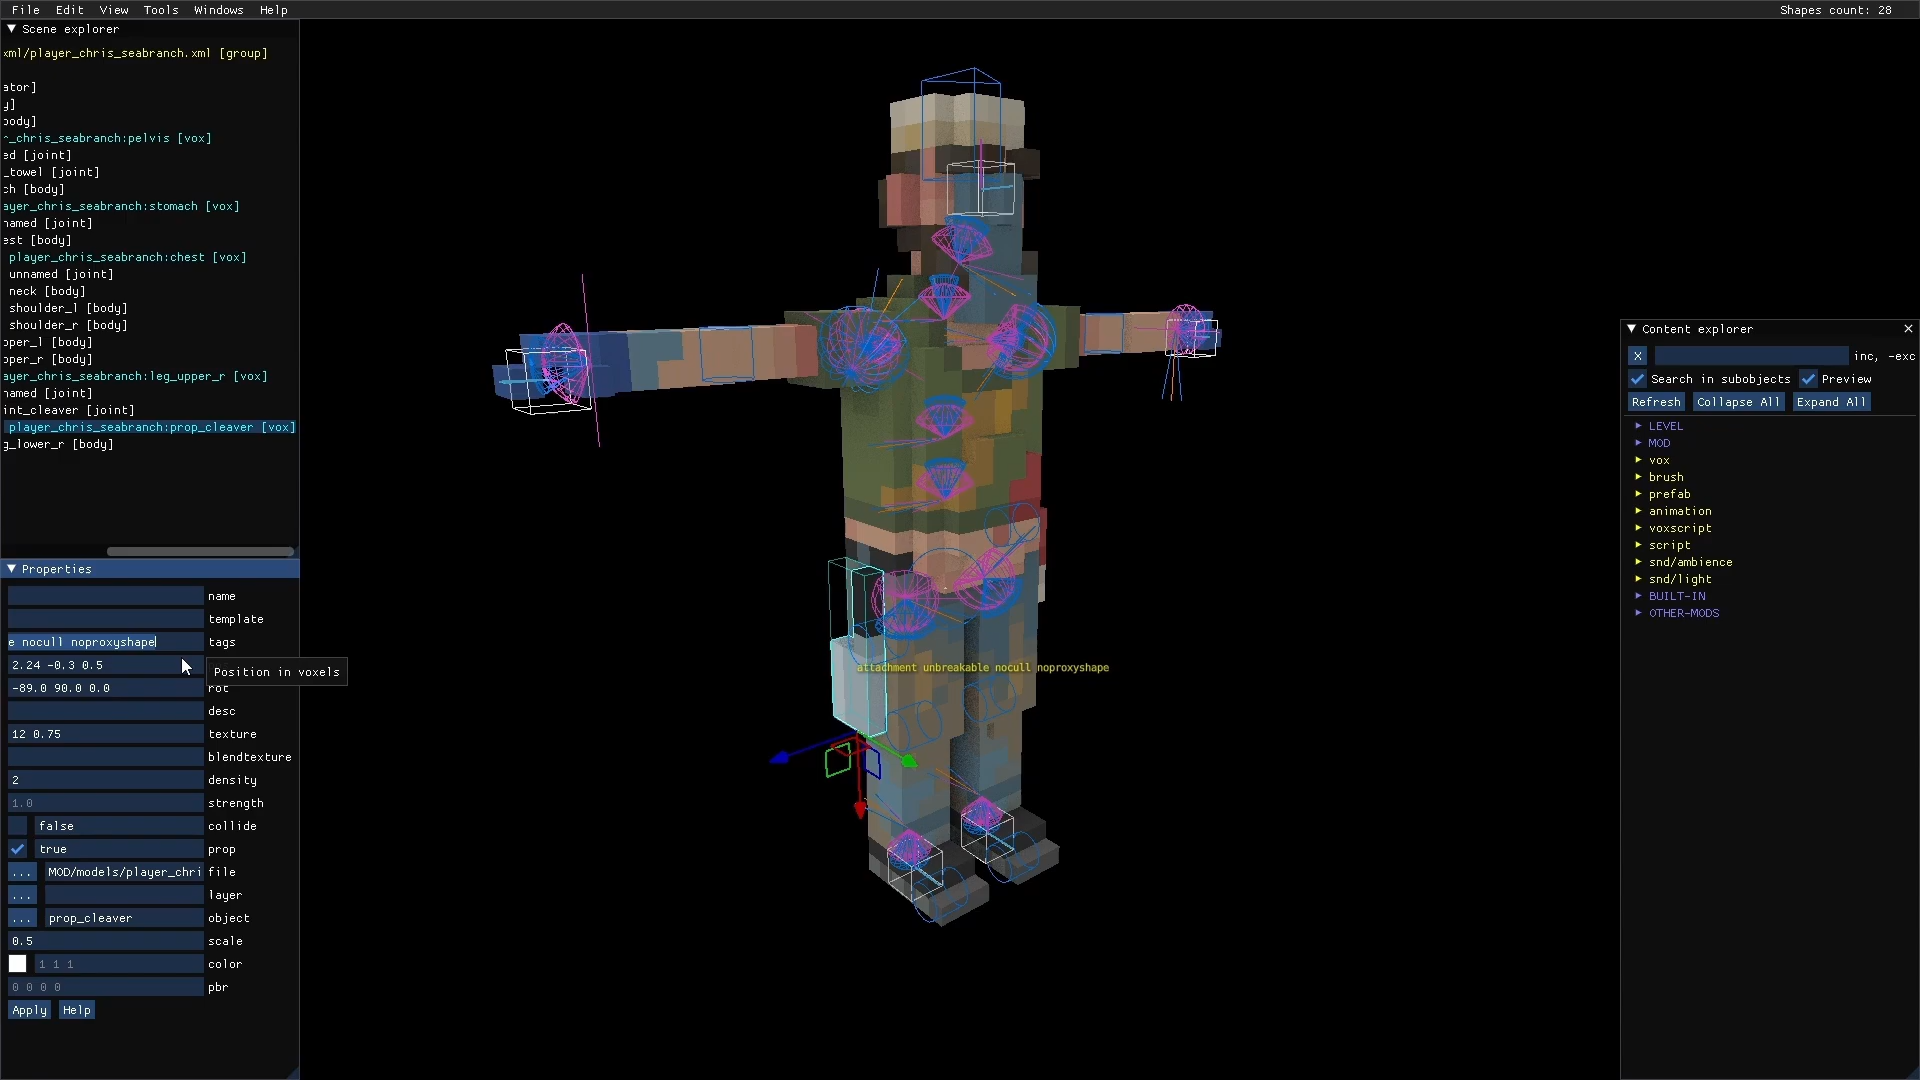 File Edit View Tools Windows Help
Shapes count: 28
Scene explorer
xml/player_chris_seabranch.xml [group]
ator]
y]
body]
r_chris_seabranch:pelvis [vox]
ed [joint]
_towel [joint]
ch [body]
ayer_chris_seabranch:stomach [vox]
named [joint]
est [body]
player_chris_seabranch:chest [vox]
unnamed [joint]
neck [body]
shoulder_l [body]
shoulder_r [body]
pper_l [body]
pper_r [body]
ayer_chris_seabranch:leg_upper_r [vox]
named [joint]
int_cleaver [joint]
player_chris_seabranch:prop_cleaver [vox]
g_lower_r [body]
Properties
name
template
e nocull noproxyshape tags
2.24 -0.3 0.5
Position in voxels
-89.0 90.0 0.0 rot
desc
12 0.75 texture
blendtexture
2 density
1.0 strength
false collide
true prop
... MOD/models/player_chri file
... layer
... prop_cleaver object
0.5 scale
1 1 1 color
0 0 0 0 pbr
Apply Help
attachment unbreakable nocull noproxyshape
Content explorer
X inc, -exc
Search in subobjects Preview
Refresh Collapse All Expand All
LEVEL
MOD
vox
brush
prefab
animation
voxscript
script
snd/ambience
snd/light
BUILT-IN
OTHER-MODS